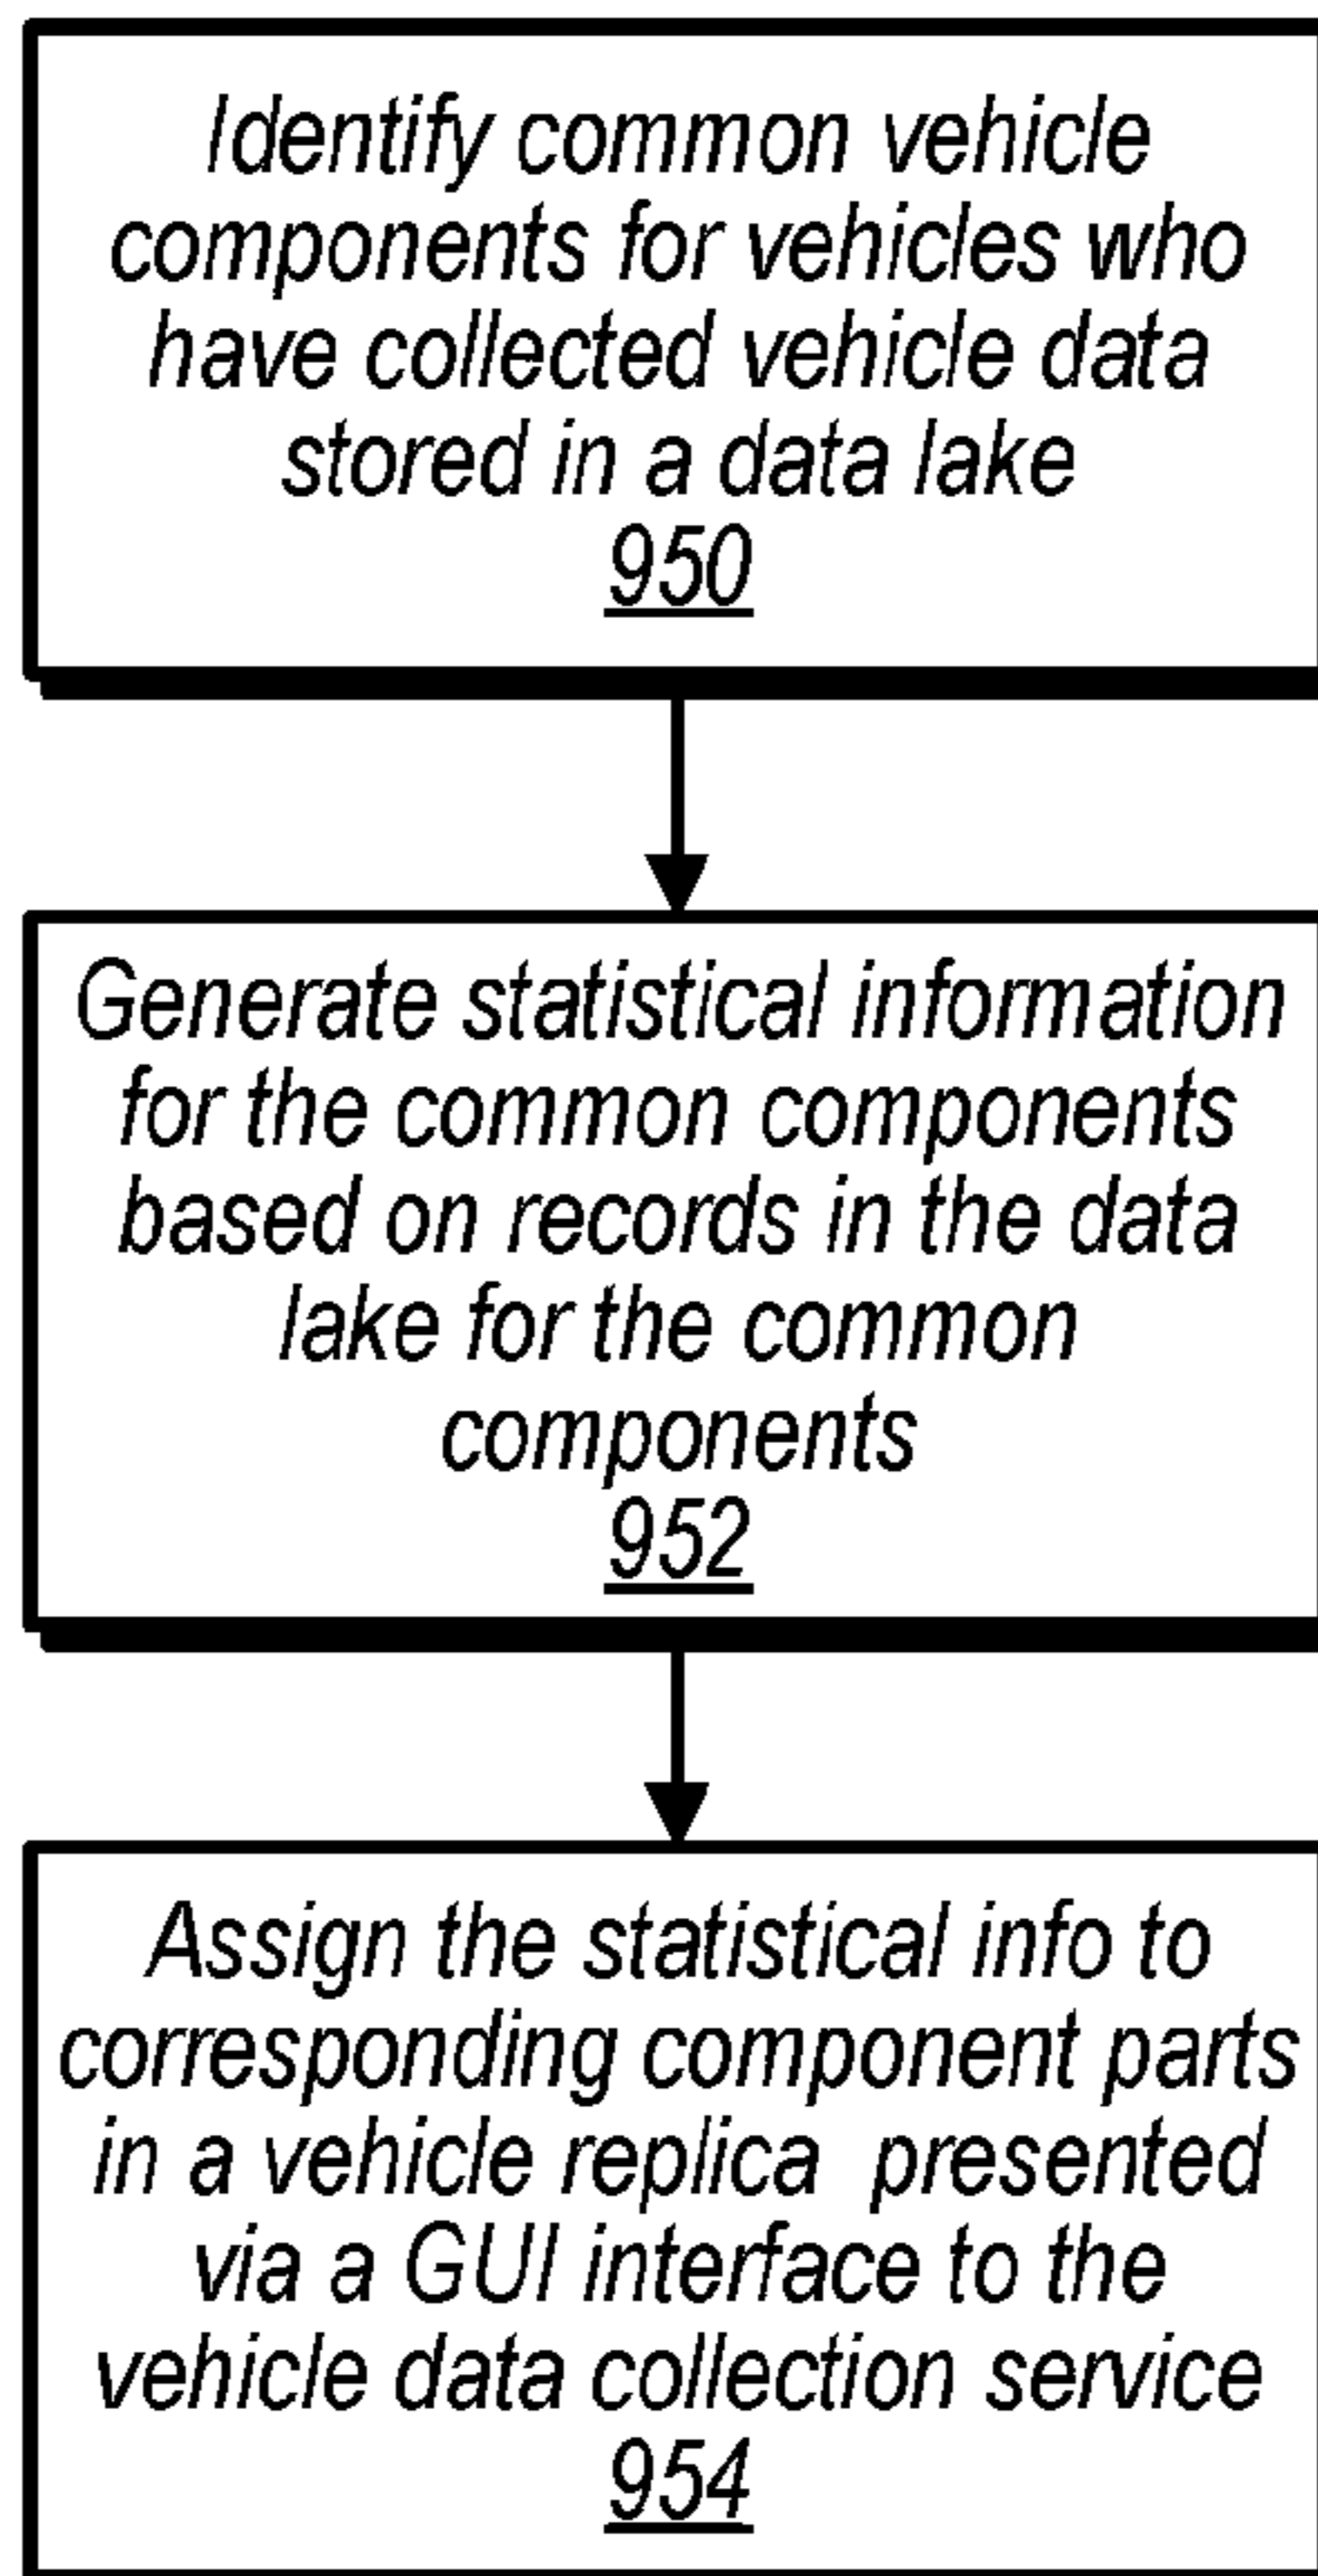 Identify common vehicle
components for vehicles who
have collected vehicle data
stored in a data lake
950
Generate statistical information
for the common components
based on records in the data
lake for the common
components
952
Assign the statistical info to
corresponding component parts
in a vehicle replica presented
via a GUI interface to the
vehicle data collection service
954